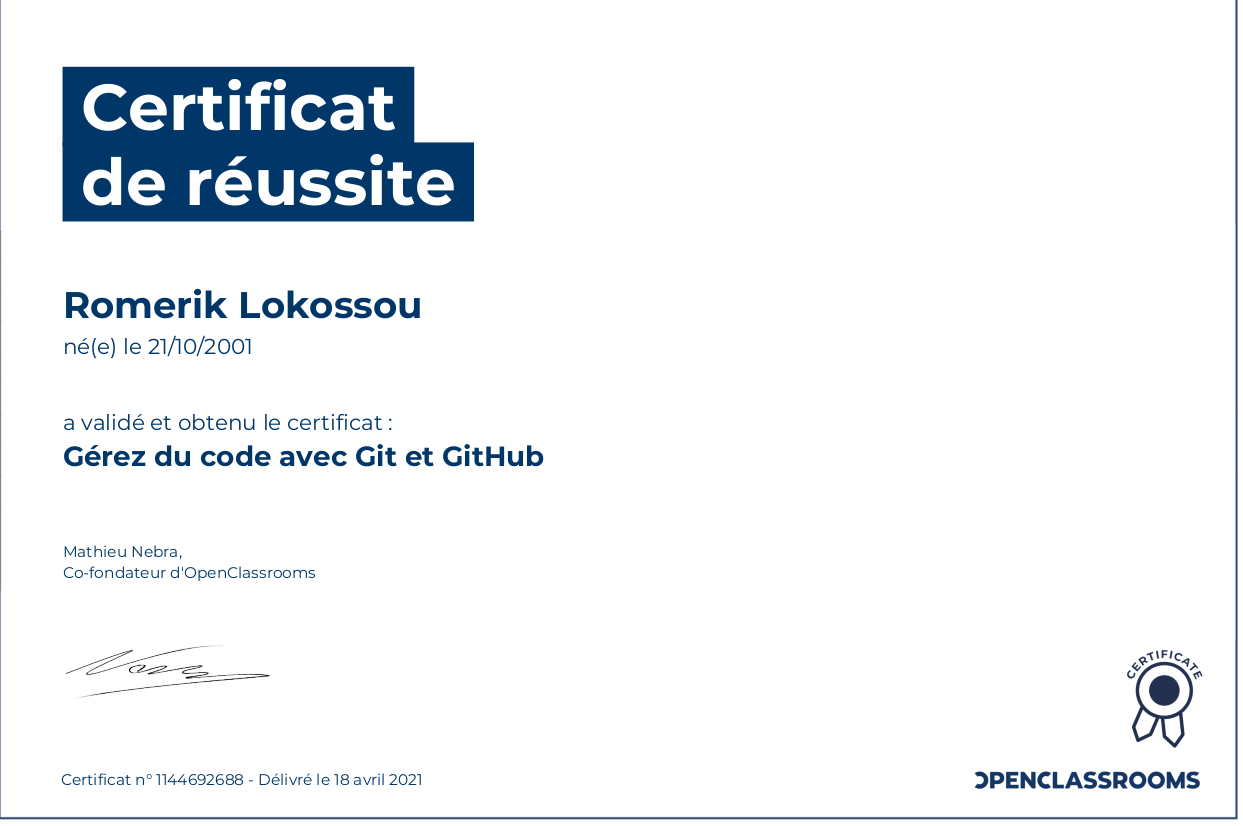 Certificat
de réussite
Romerik Lokossou
né(e) le 21/10/2001
a validé et obtenu le certificat :
Gérez du code avec Git et GitHub
Mathieu Nebra,
Co-fondateur d'OpenClassrooms
CERTIFICATE
Certificat n° 1144692688 - Délivré le 18 avril 2021
OPENCLASSROOMS